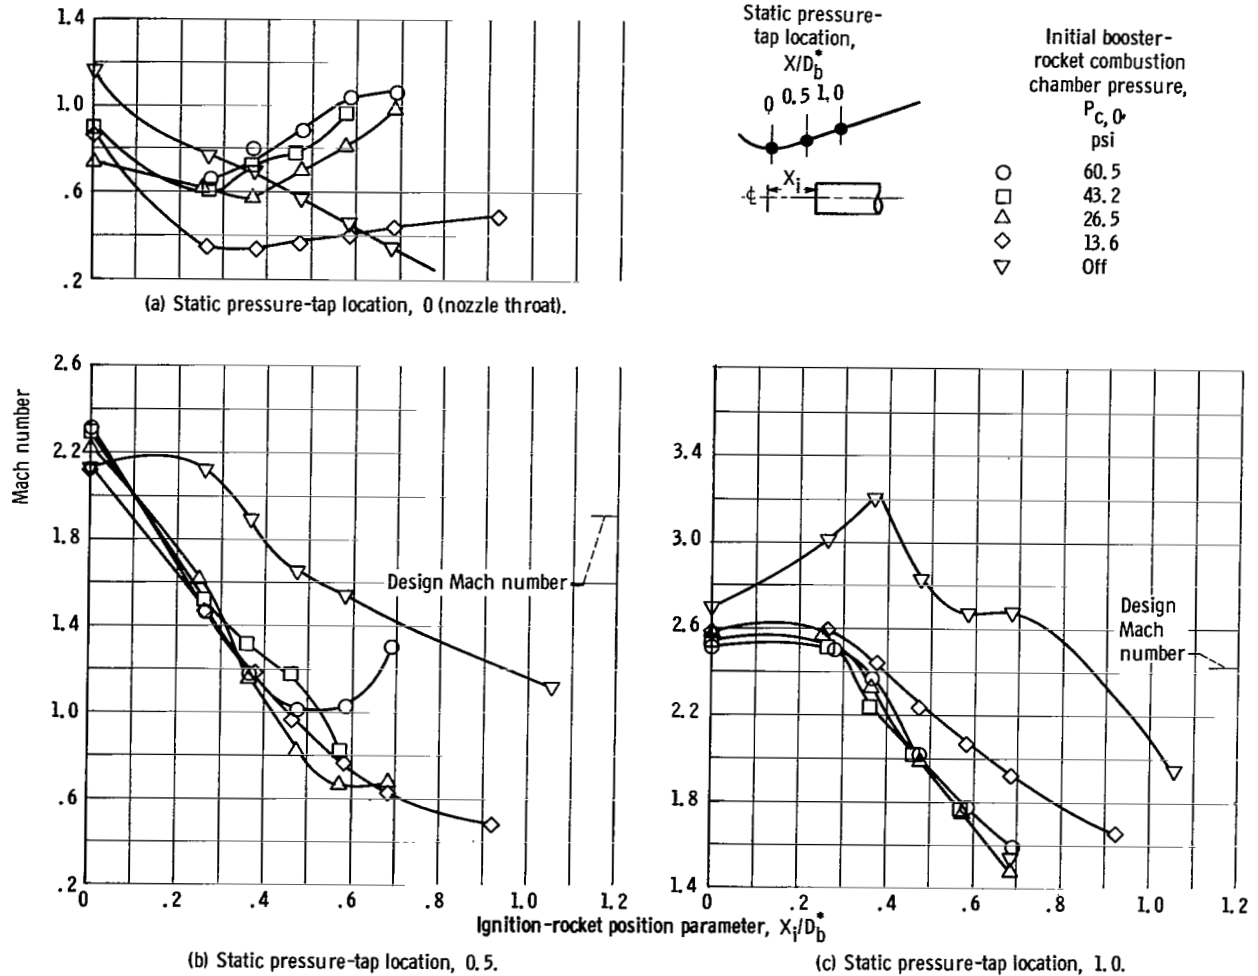 1.4
1.0
.6
.2
(a) Static pressure-tap location, 0 (nozzle throat).
Static pressure-
tap location,
X/D*b
0 0.5 1.0
Xi
℄
Initial booster-
rocket combustion
chamber pressure,
Pc, 0,
psi
○ 60.5
□ 43.2
△ 26.5
◇ 13.6
▽ Off
Mach number
2.6
2.2
1.8
1.4
1.0
.6
.2
Design Mach number
0 .2 .4 .6 .8 1.0 1.2
(b) Static pressure-tap location, 0.5.
3.4
3.0
2.6
2.2
1.8
1.4
Design
Mach
number
0 .2 .4 .6 .8 1.0 1.2
Ignition-rocket position parameter, Xi/D*b
(c) Static pressure-tap location, 1.0.